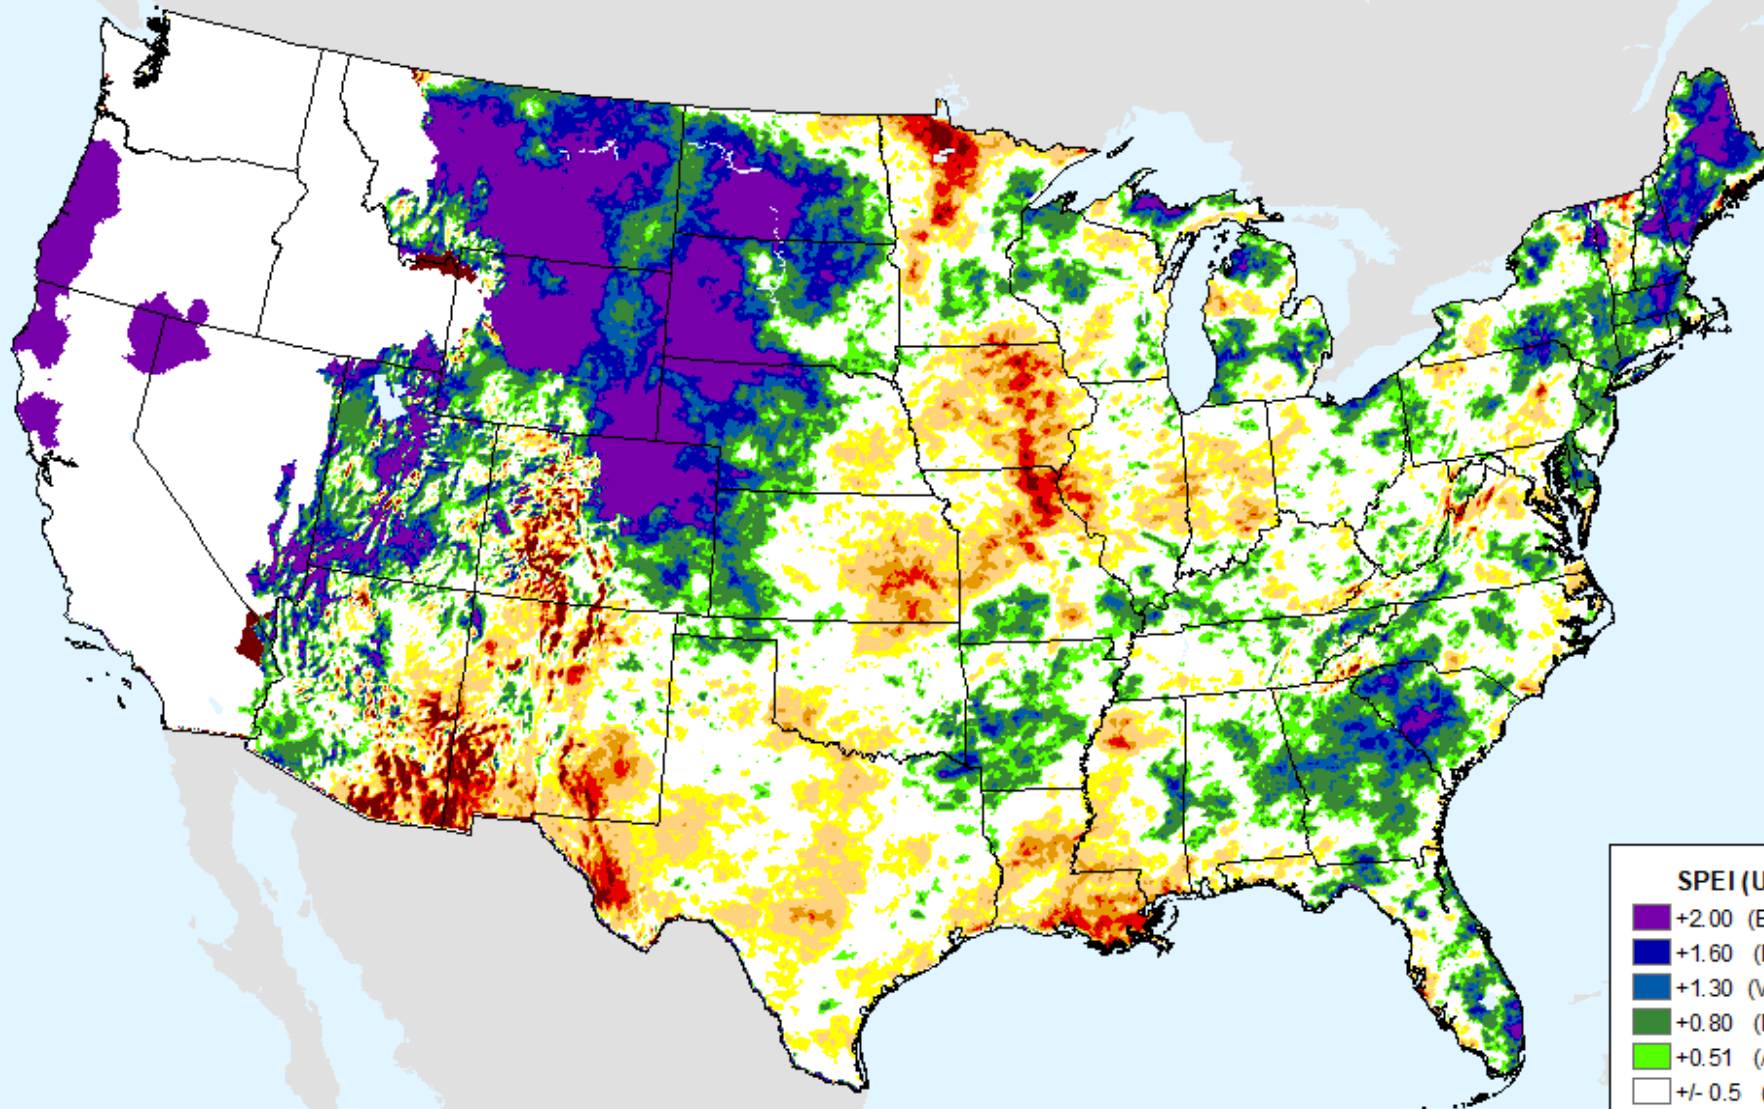 SPEI (U
+2.00 (E
+1.60 (
+1.30 (V
+0.80 (
+0.51 (
+/- 0.5 (